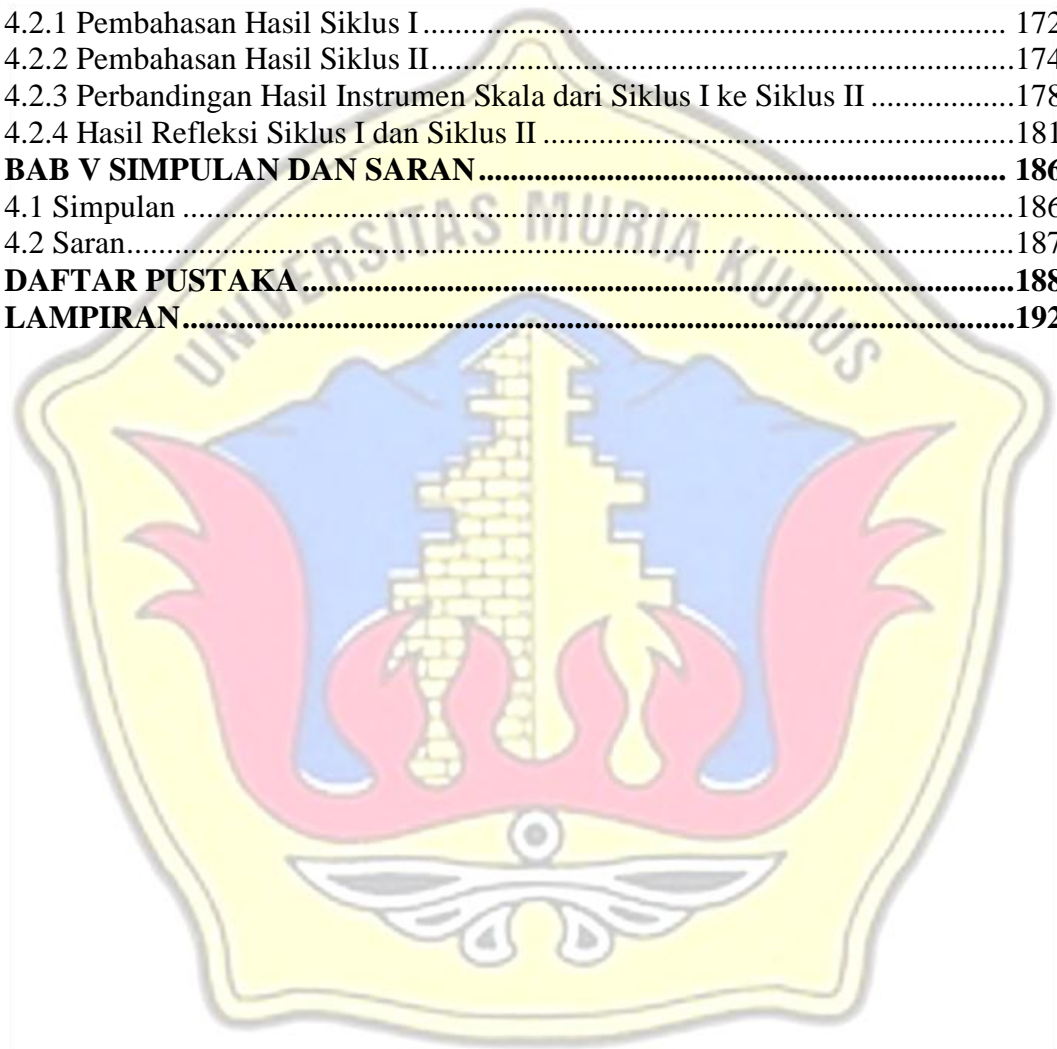 4.2.1 Pembahasan Hasil Siklus I........................................................................ 172
4.2.2 Pembahasan Hasil Siklus II........................................................................174
4.2.3 Perbandingan Hasil Instrumen Skala dari Siklus I ke Siklus II ..................178
4.2.4 Hasil Refleksi Siklus I dan Siklus II ..........................................................181
BAB V SIMPULAN DAN SARAN.................................................................. 186
4.1 Simpulan .....................................................................................................186
4.2 Saran............................................................................................................187
DAFTAR PUSTAKA.......................................................................................188
LAMPIRAN.....................................................................................................192
UNIVERSITAS MURIA KUDUS